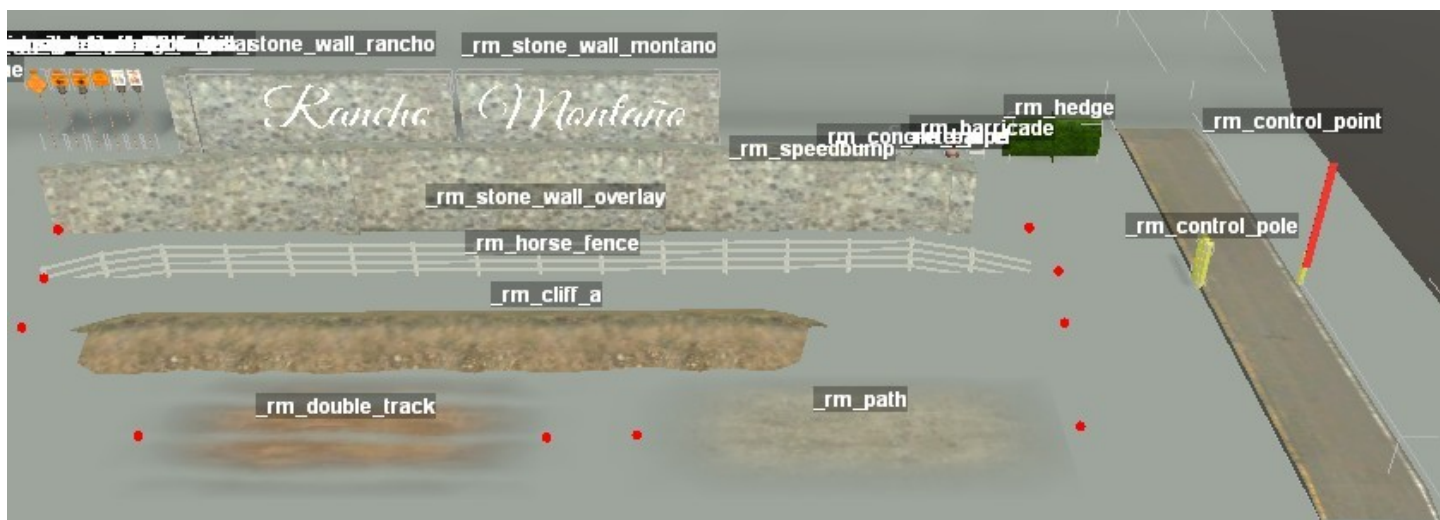 _stone_wall_rancho
_rm_stone_wall_montano
Rancho Montaño
_rm_hedge
_rm_barricade
_rm_control_point
_rm_speedbump
_rm_stone_wall_overlay
_rm_control_pole
_rm_horse_fence
_rm_cliff_a
_rm_double_track
_rm_path